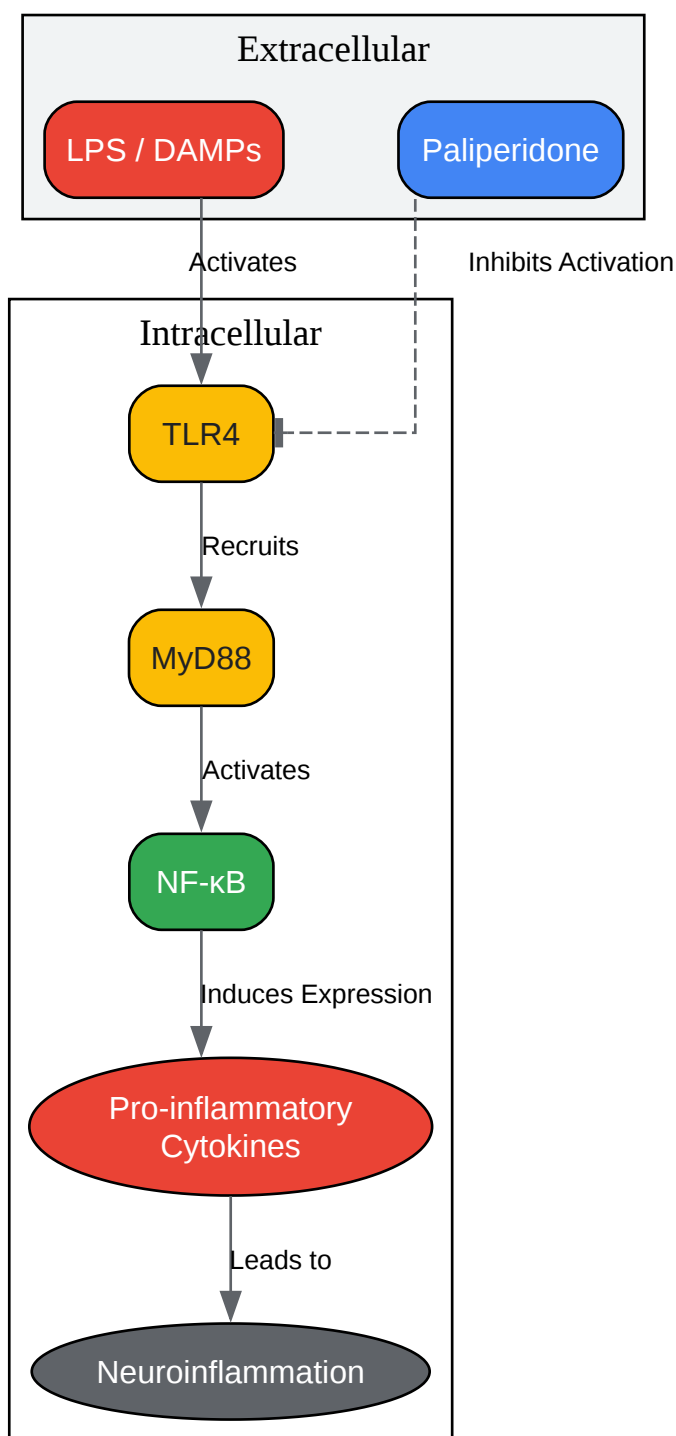 Extracellular
LPS / DAMPs
Paliperidone
Activates
Inhibits Activation
Intracellular
TLR4
Recruits
MyD88
Activates
NF-κB
Induces Expression
Pro-inflammatory
Cytokines
Leads to
Neuroinflammation